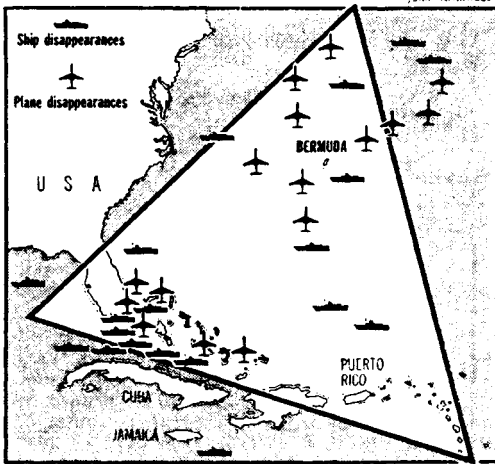 Ship disappearances
Plane disappearances
U S A
BERMUDA
PUERTO
RICO
CUBA
JAMAICA